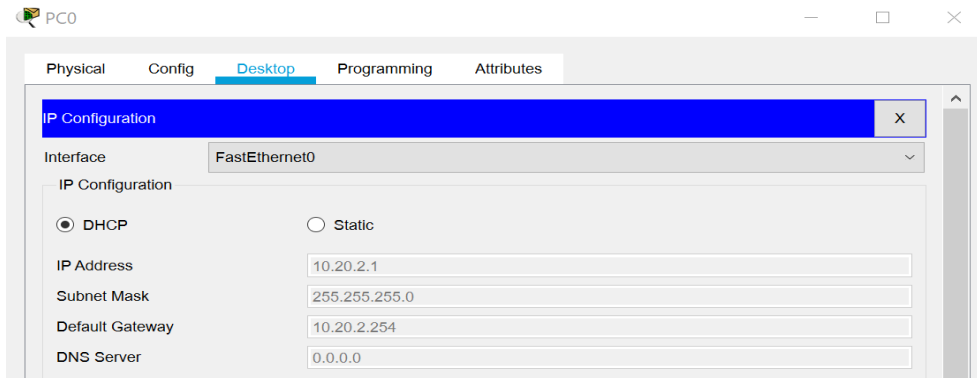 PC0
Physical Config Desktop Programming Attributes
IP Configuration X
Interface FastEthernet0
IP Configuration
DHCP Static
IP Address 10.20.2.1
Subnet Mask 255.255.255.0
Default Gateway 10.20.2.254
DNS Server 0.0.0.0